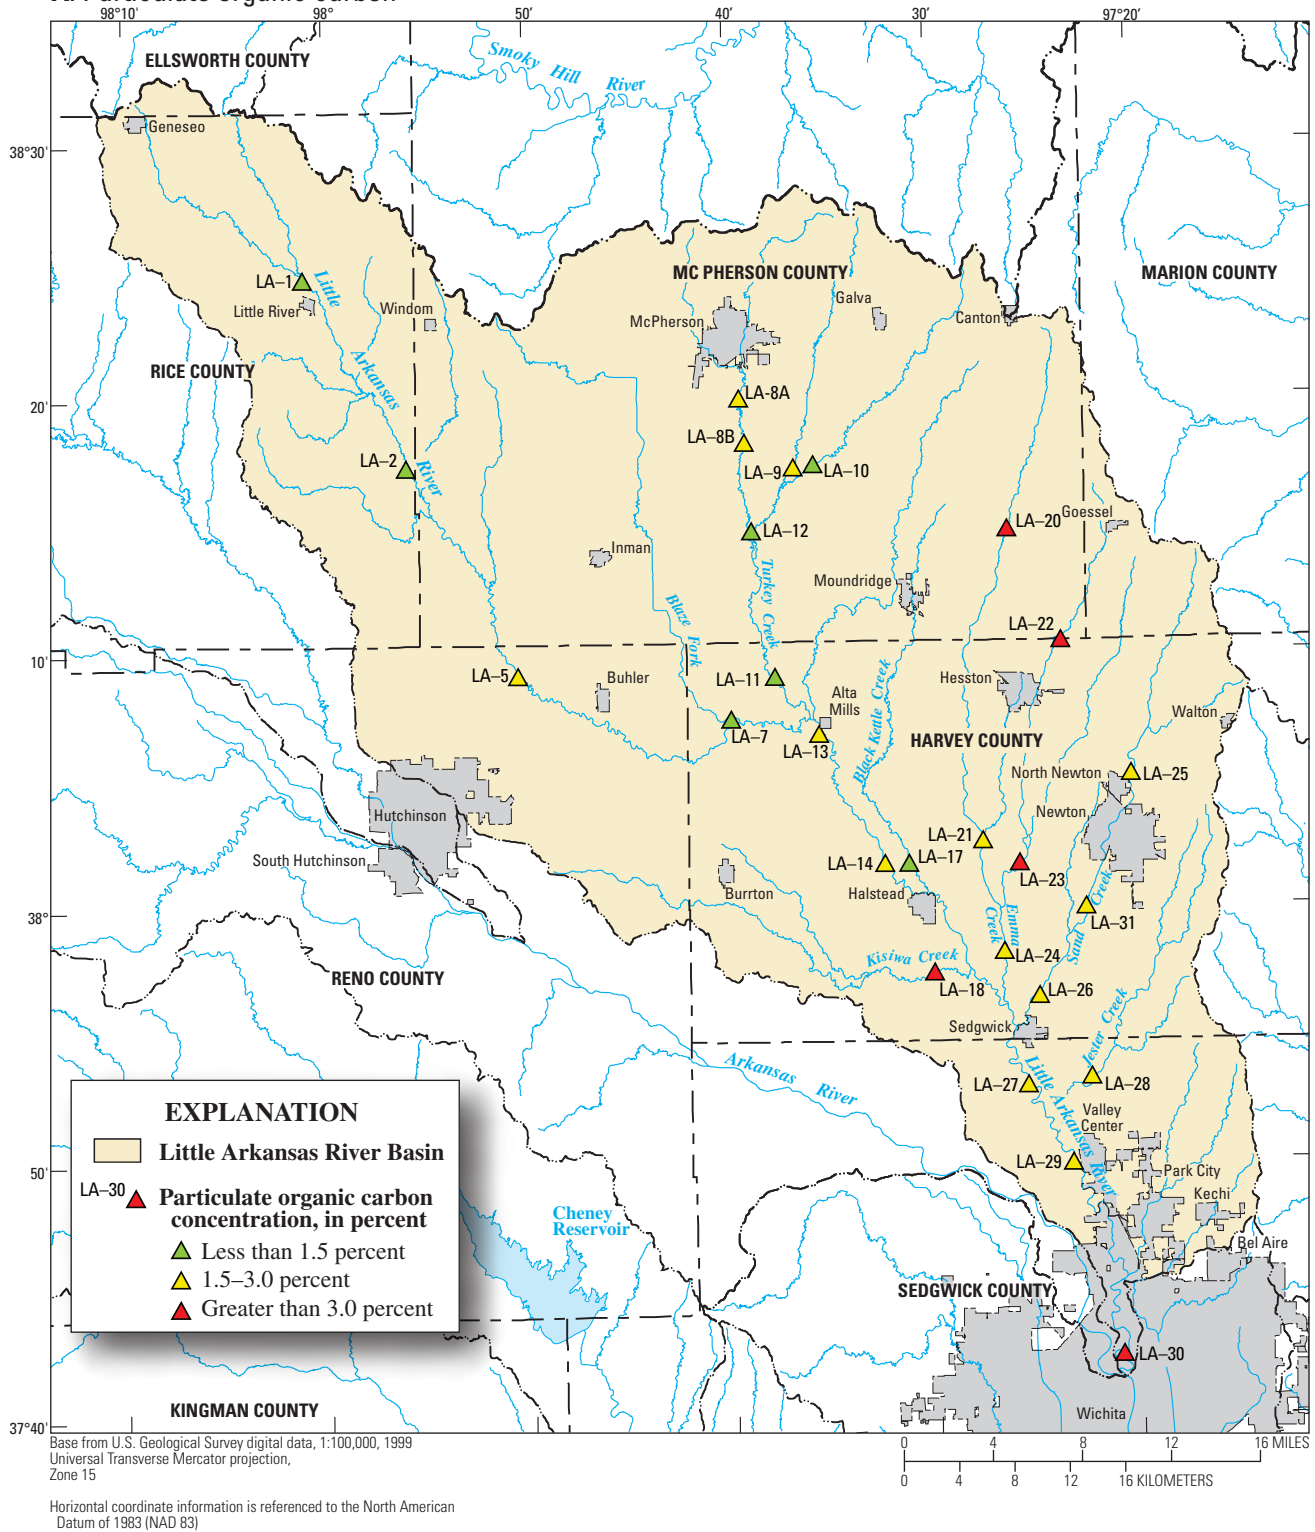 Particulate organic carbon
98°10'
98°
50'
40'
30'
97°20'
ELLSWORTH COUNTY
Smoky Hill River
Geneseo
38°30'
MC PHERSON COUNTY
MARION COUNTY
LA–1
Little River
Windom
McPherson
Galva
Canton
RICE COUNTY
Little Arkansas River
20'
LA-8A
LA–8B
LA–2
LA–9
LA–10
LA–20
Goessel
LA–12
Inman
Turkey Creek
Moundridge
Blaze Fork
LA–22
10'
LA–5
Buhler
LA–11
Black Kettle Creek
Hesston
Alta
Mills
Walton
LA–7
LA–13
HARVEY COUNTY
North Newton
LA–25
Newton
Hutchinson
LA–21
South Hutchinson
LA–14
LA–17
LA–23
Burrton
Halstead
Sand Creek
38°
Emma Creek
LA–31
Kisiwa Creek
LA–24
RENO COUNTY
LA–18
LA–26
Jester Creek
Sedgwick
Arkansas River
Little Arkansas River
LA–27
LA–28
Valley
Center
LA–29
50'
Park City
Kechi
Cheney
Reservoir
Bel Aire
SEDGWICK COUNTY
LA–30
Wichita
KINGMAN COUNTY
37°40'
EXPLANATION
Little Arkansas River Basin
LA–30
Particulate organic carbon
concentration, in percent
Less than 1.5 percent
1.5–3.0 percent
Greater than 3.0 percent
Base from U.S. Geological Survey digital data, 1:100,000, 1999
Universal Transverse Mercator projection,
Zone 15
Horizontal coordinate information is referenced to the North American
Datum of 1983 (NAD 83)
0 4 8 12 16 MILES
0 4 8 12 16 KILOMETERS